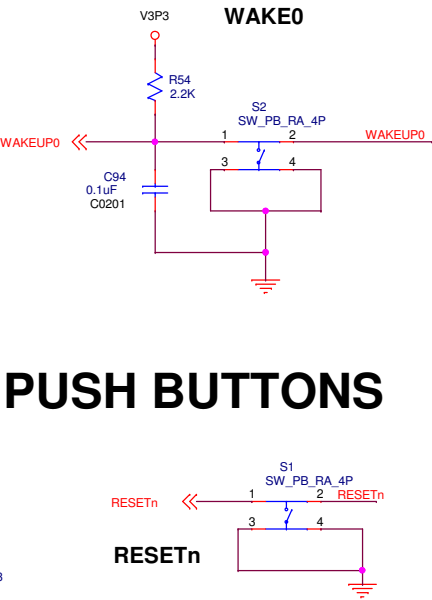 V3P3
WAKE0
R54
2.2K
S2
SW_PB_RA_4P
WAKEUP0
1
2
WAKEUP0
3
4
C94
0.1uF
C0201
PUSH BUTTONS
S1
SW_PB_RA_4P
RESETn
1
2
RESETn
3
4
RESETn